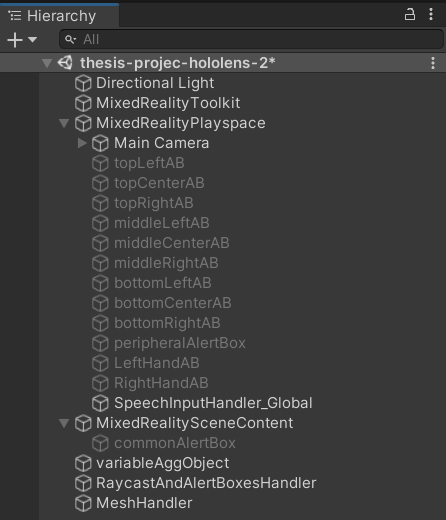 Hierarchy
All
thesis-projec-hololens-2*
Directional Light
MixedRealityToolkit
MixedRealityPlayspace
Main Camera
topLeftAB
topCenterAB
topRightAB
middleLeftAB
middleCenterAB
middleRightAB
bottomLeftAB
bottomCenterAB
bottomRightAB
peripheralAlertBox
LeftHandAB
RightHandAB
SpeechInputHandler_Global
MixedRealitySceneContent
commonAlertBox
variableAggObject
RaycastAndAlertBoxesHandler
MeshHandler